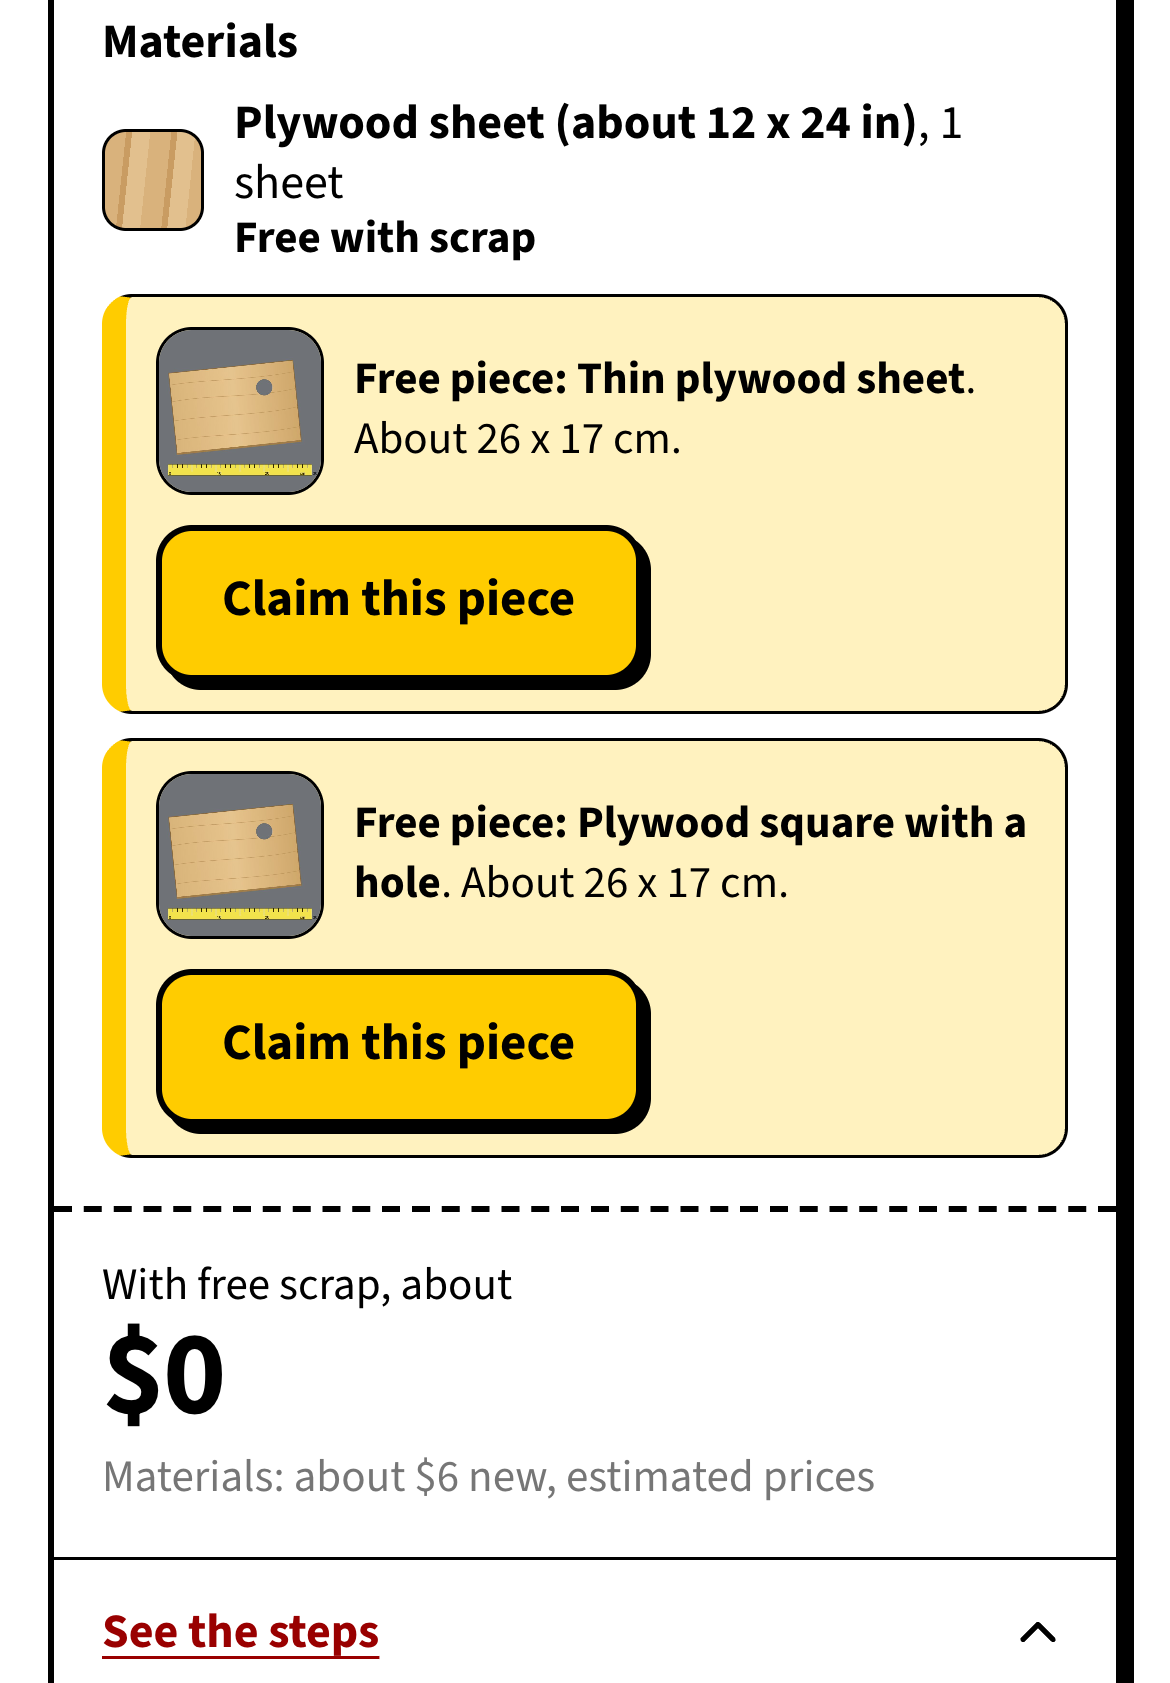 Materials
Plywood sheet (about 12 x 24 in), 1
sheet
Free with scrap
Free piece: Thin plywood sheet.
About 26 x 17 cm.
Claim this piece
Free piece: Plywood square with a
hole. About 26 x 17 cm.
Claim this piece
With free scrap, about
$0
Materials: about $6 new, estimated prices
See the steps